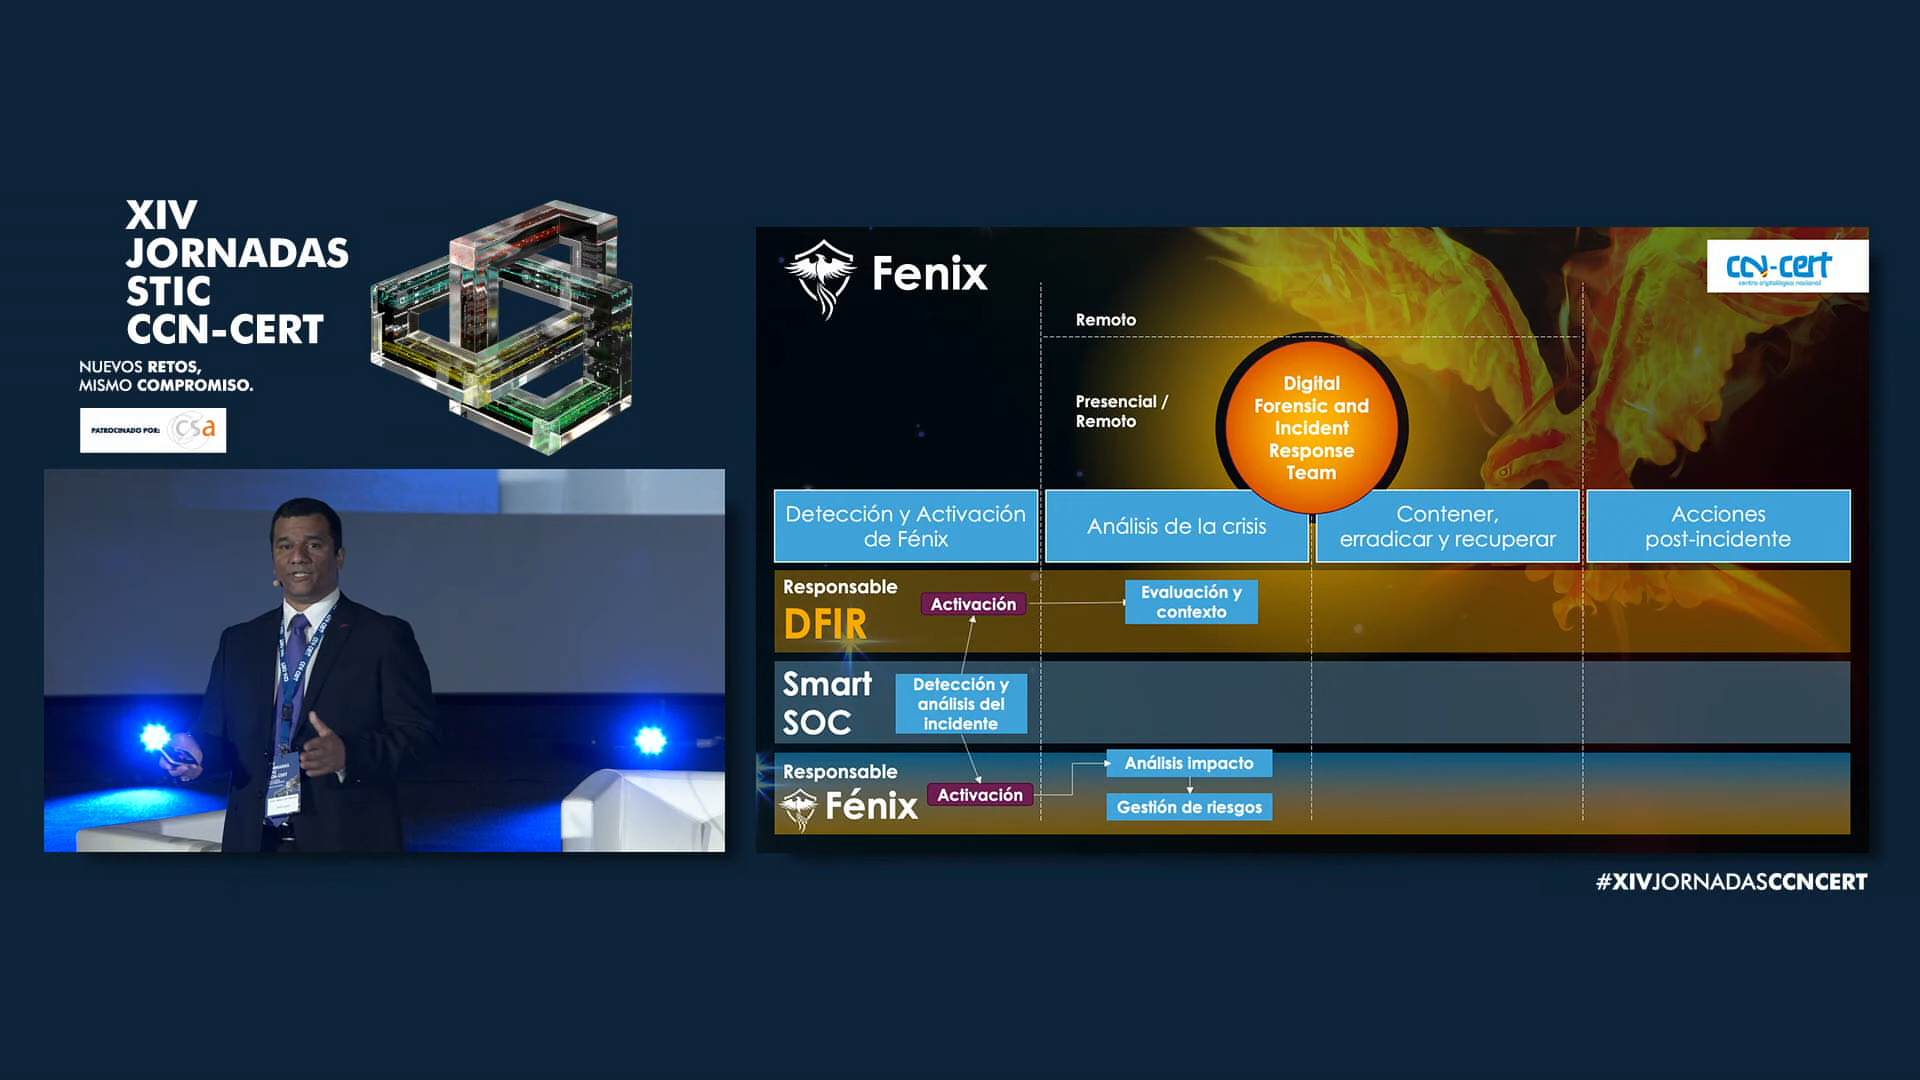 XIV
JORNADAS
STIC
CCN-CERT
NUEVOS RETOS,
MISMO COMPROMISO.
PATROCINADO POR:
csa
Fenix
ccn-cert
centro criptológico nacional
Remoto
Presencial /
Remoto
Digital
Forensic and
Incident
Response
Team
Detección y Activación
de Fénix
Análisis de la crisis
Contener,
erradicar y recuperar
Acciones
post-incidente
Responsable
DFIR
Activación
Evaluación y
contexto
Smart
SOC
Detección y
análisis del
incidente
Responsable
Fénix
Activación
Análisis impacto
Gestión de riesgos
#XIVJORNADASCCNCERT